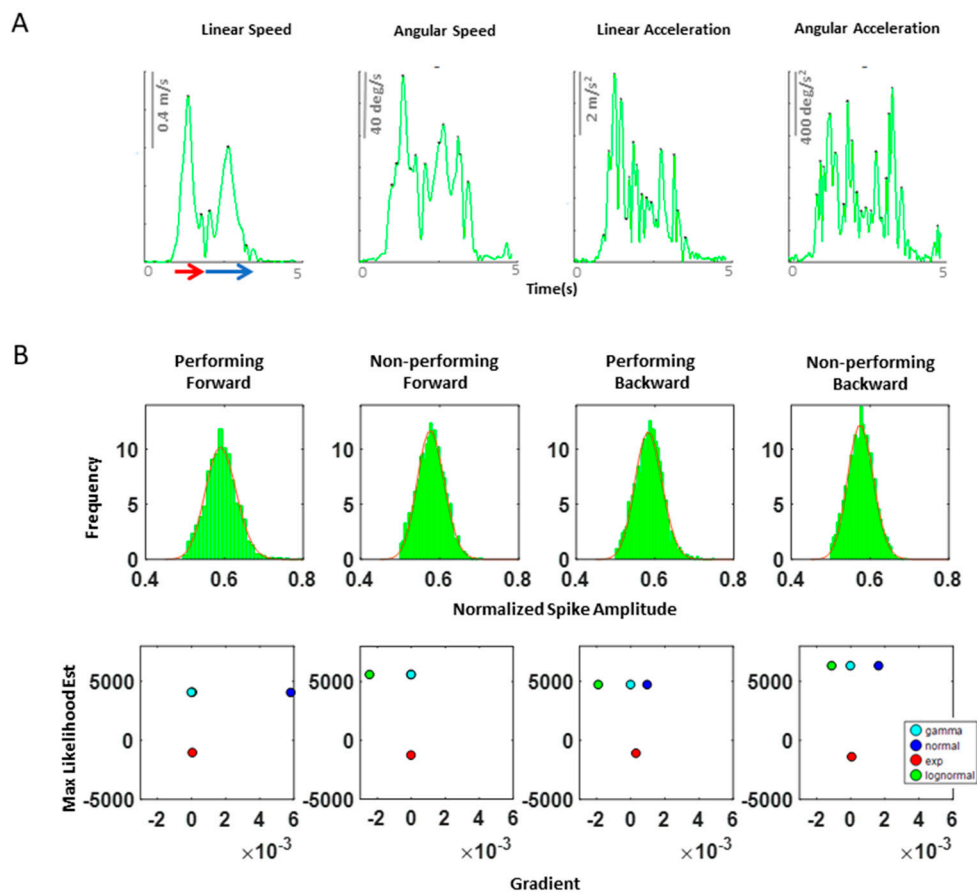 A
Linear Speed
Angular Speed
Linear Acceleration
Angular Acceleration
0.4 m/s
40 deg/s
2 m/s²
400 deg/s²
0 5
0 5
0 5
0 5
Time(s)
B
Performing
Forward
Non-performing
Forward
Performing
Backward
Non-performing
Backward
Frequency
10
5
0
0.4 0.6 0.8
10
5
0
0.4 0.6 0.8
10
5
0
0.4 0.6 0.8
10
5
0
0.4 0.6 0.8
Normalized Spike Amplitude
Max LikelihoodEst
5000
0
-5000
-2 0 2 4 6
×10⁻³
5000
0
-5000
-2 0 2 4 6
×10⁻³
5000
0
-5000
-2 0 2 4 6
×10⁻³
5000
0
-5000
-2 0 2 4 6
×10⁻³
gamma
normal
exp
lognormal
Gradient